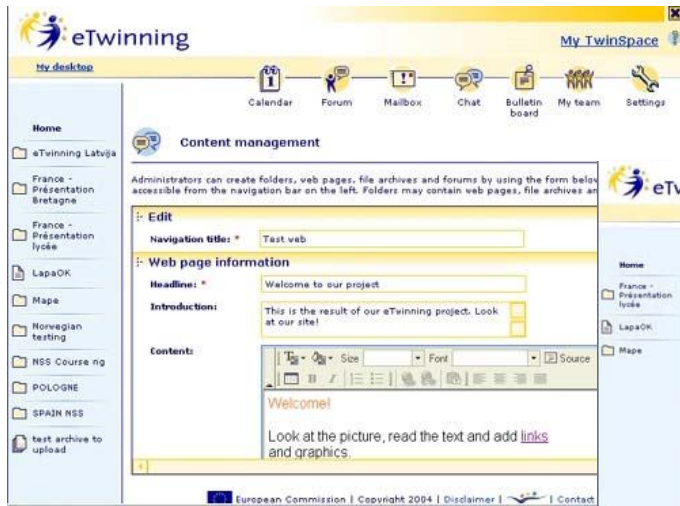 eTwinning
My TwinSpace
My desktop
Calendar
Forum
Mailbox
Chat
Bulletin board
My team
Settings
Home
eTwinning Latvija
France -
Présentation
Bretagne
France -
Présentation
lycée
LapaOK
Mape
Norwegian
testing
NSS Course ng
POLOGNE
SPAIN NSS
test archive to
upload
Content management
Administrators can create folders, web pages, file archives and forums by using the form below
accessible from the navigation bar on the left. Folders may contain web pages, file archives an
Edit
Navigation title: * Test web
Web page information
Headline: * Welcome to our project
Introduction: This is the result of our eTwinning project. Look
at our site!
Content:
Size Font Source
Welcome!
Look at the picture, read the text and add links
and graphics.
European Commission | Copyright 2004 | Disclaimer | | Contact
eTv
Home
France -
Présentation
lycée
LapaOK
Mape